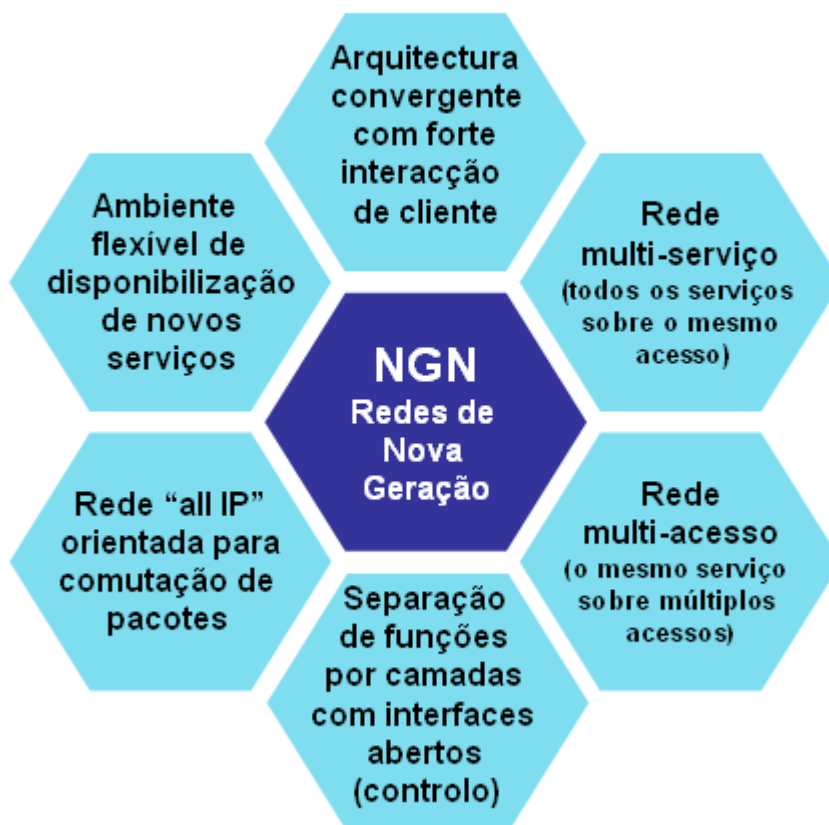 Arquitectura
convergente
com forte
interacção
de cliente
Ambiente
flexível de
disponibilização
de novos
serviços
Rede
multi-serviço
(todos os serviços
sobre o mesmo
acesso)
NGN
Redes de
Nova
Geração
Rede “all IP”
orientada para
comutação de
pacotes
Rede
multi-acesso
(o mesmo serviço
sobre múltiplos
acessos)
Separação
de funções
por camadas
com interfaces
abertos
(controlo)